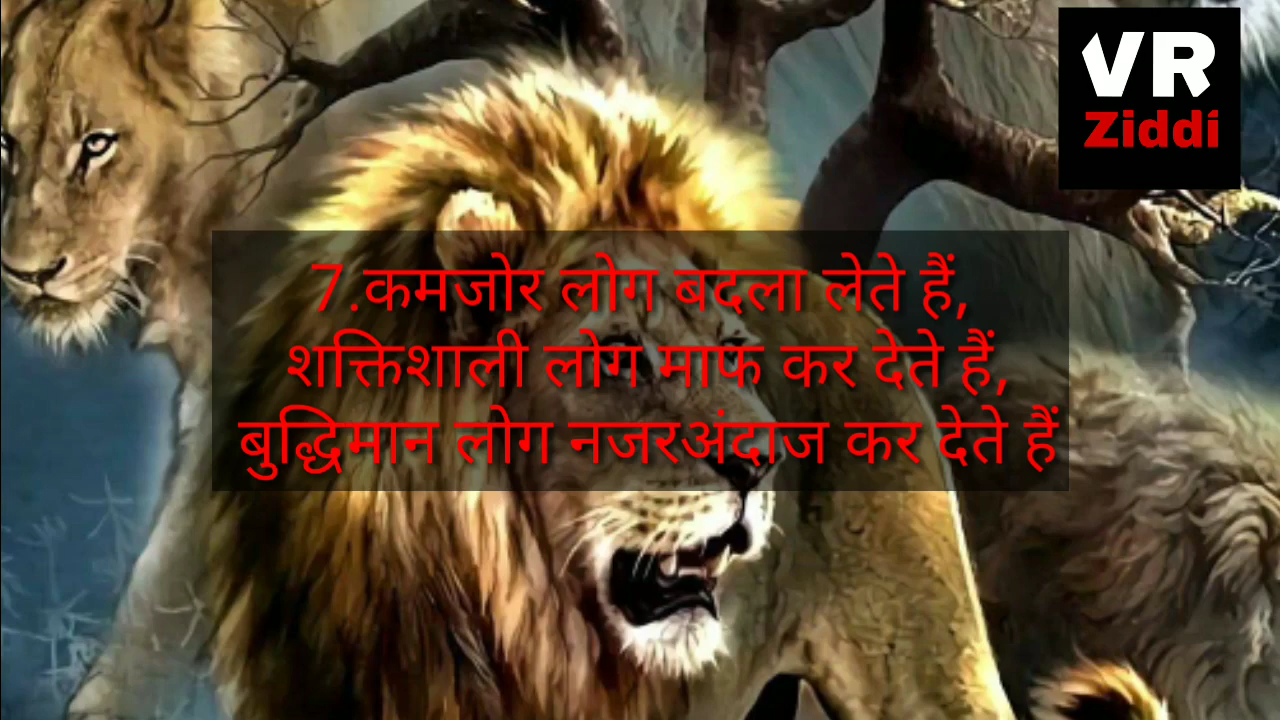 VR
Ziddi
7.कमजोर लोग बदला लेते हैं,
शक्तिशाली लोग माफ कर देते हैं,
बुद्धिमान लोग नजरअंदाज कर देते हैं